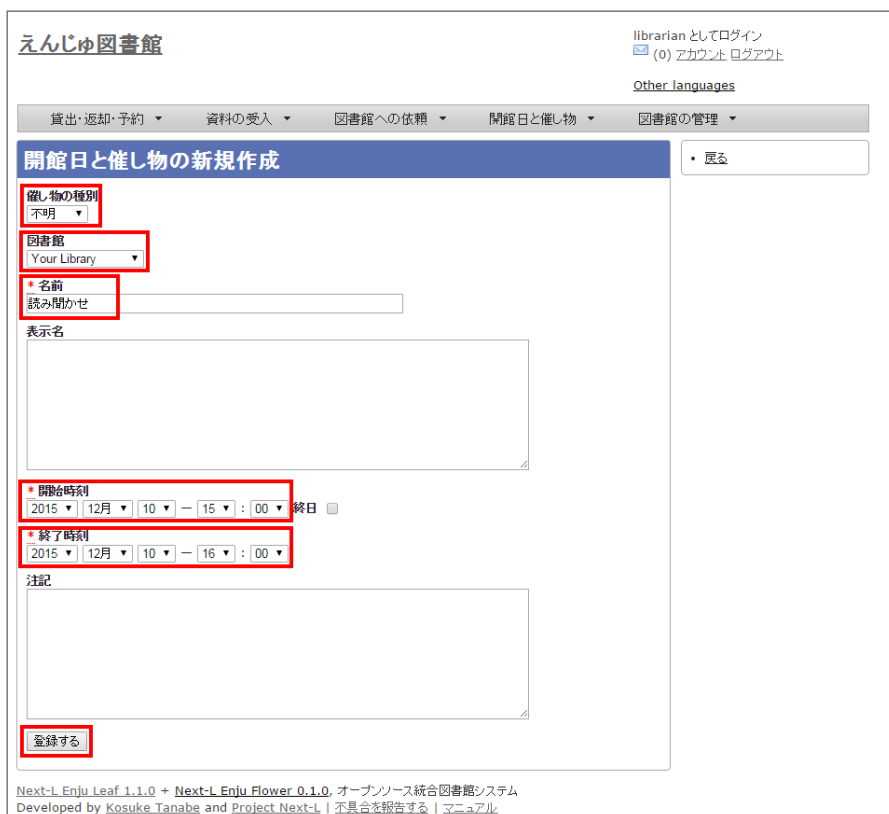 えんじゅ図書館
librarian としてログイン
(0) アカウント ログアウト
Other languages
貸出・返却・予約 ▼ 資料の受入 ▼ 図書館への依頼 ▼ 開館日と催し物 ▼ 図書館の管理 ▼
開館日と催し物の新規作成
• 戻る
催し物の種別
不明 ▼
図書館
Your Library ▼
* 名前
読み聞かせ
表示名
* 開始時刻
2015 ▼ 12月 ▼ 10 ▼ — 15 ▼ : 00 ▼ 終日
* 終了時刻
2015 ▼ 12月 ▼ 10 ▼ — 16 ▼ : 00 ▼
注記
登録する
Next-L Enju Leaf 1.1.0 + Next-L Enju Flower 0.1.0, オープンソース統合図書館システム
Developed by Kosuke Tanabe and Project Next-L | 不具合を報告する | マニュアル